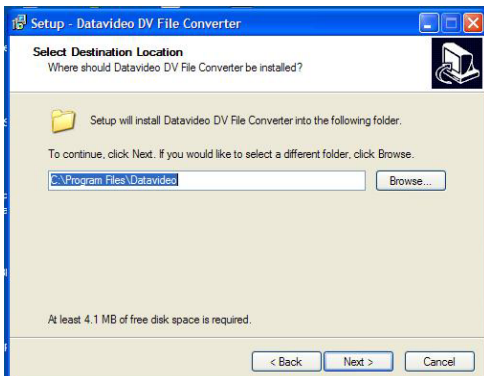 Setup - Datavideo DV File Converter
Select Destination Location
Where should Datavideo DV File Converter be installed?
Setup will install Datavideo DV File Converter into the following folder.
To continue, click Next. If you would like to select a different folder, click Browse.
C:\Program Files\Datavideo
Browse...
At least 4.1 MB of free disk space is required.
< Back
Next >
Cancel